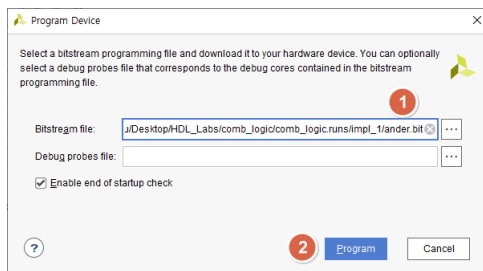 Program Device
Select a bitstream programming file and download it to your hardware device. You can optionally
select a debug probes file that corresponds to the debug cores contained in the bitstream
programming file.
1
Bitstream file: u/Desktop/HDL_Labs/comb_logic/comb_logic.runs/impl_1/ander.bit ...
Debug probes file: ...
Enable end of startup check
? 2 Program Cancel